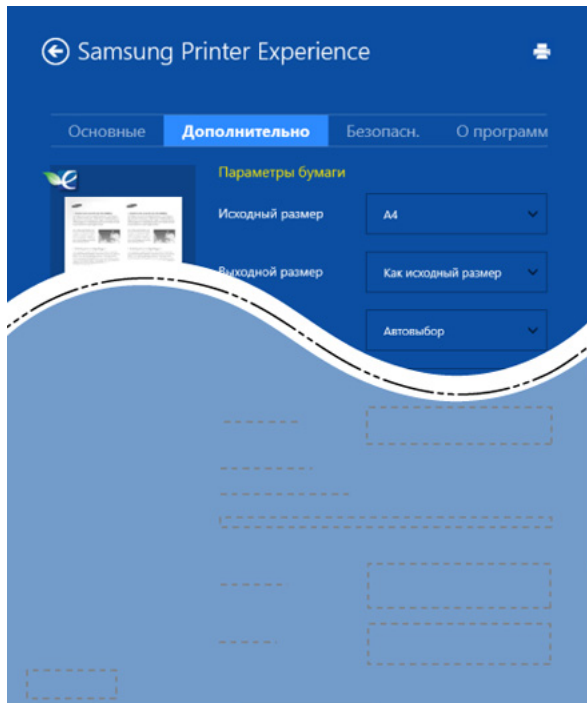 Samsung Printer Experience
Основные Дополнительно Безопасн. О программ
Параметры бумаги
Исходный размер A4
Выходной размер Как исходный размер
Автовыбор